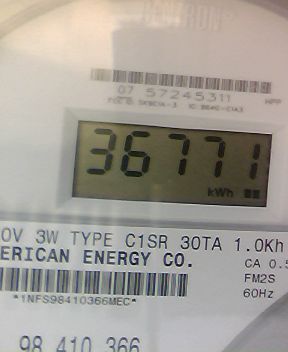 07 57245311
HPP
36771
kWh
0V 3W TYPE C1SR 30TA 1.0Kh
ERICAN ENERGY CO.
CA 0.5
FM2S
60Hz
*1NFS98410366MEC*
98 410 366